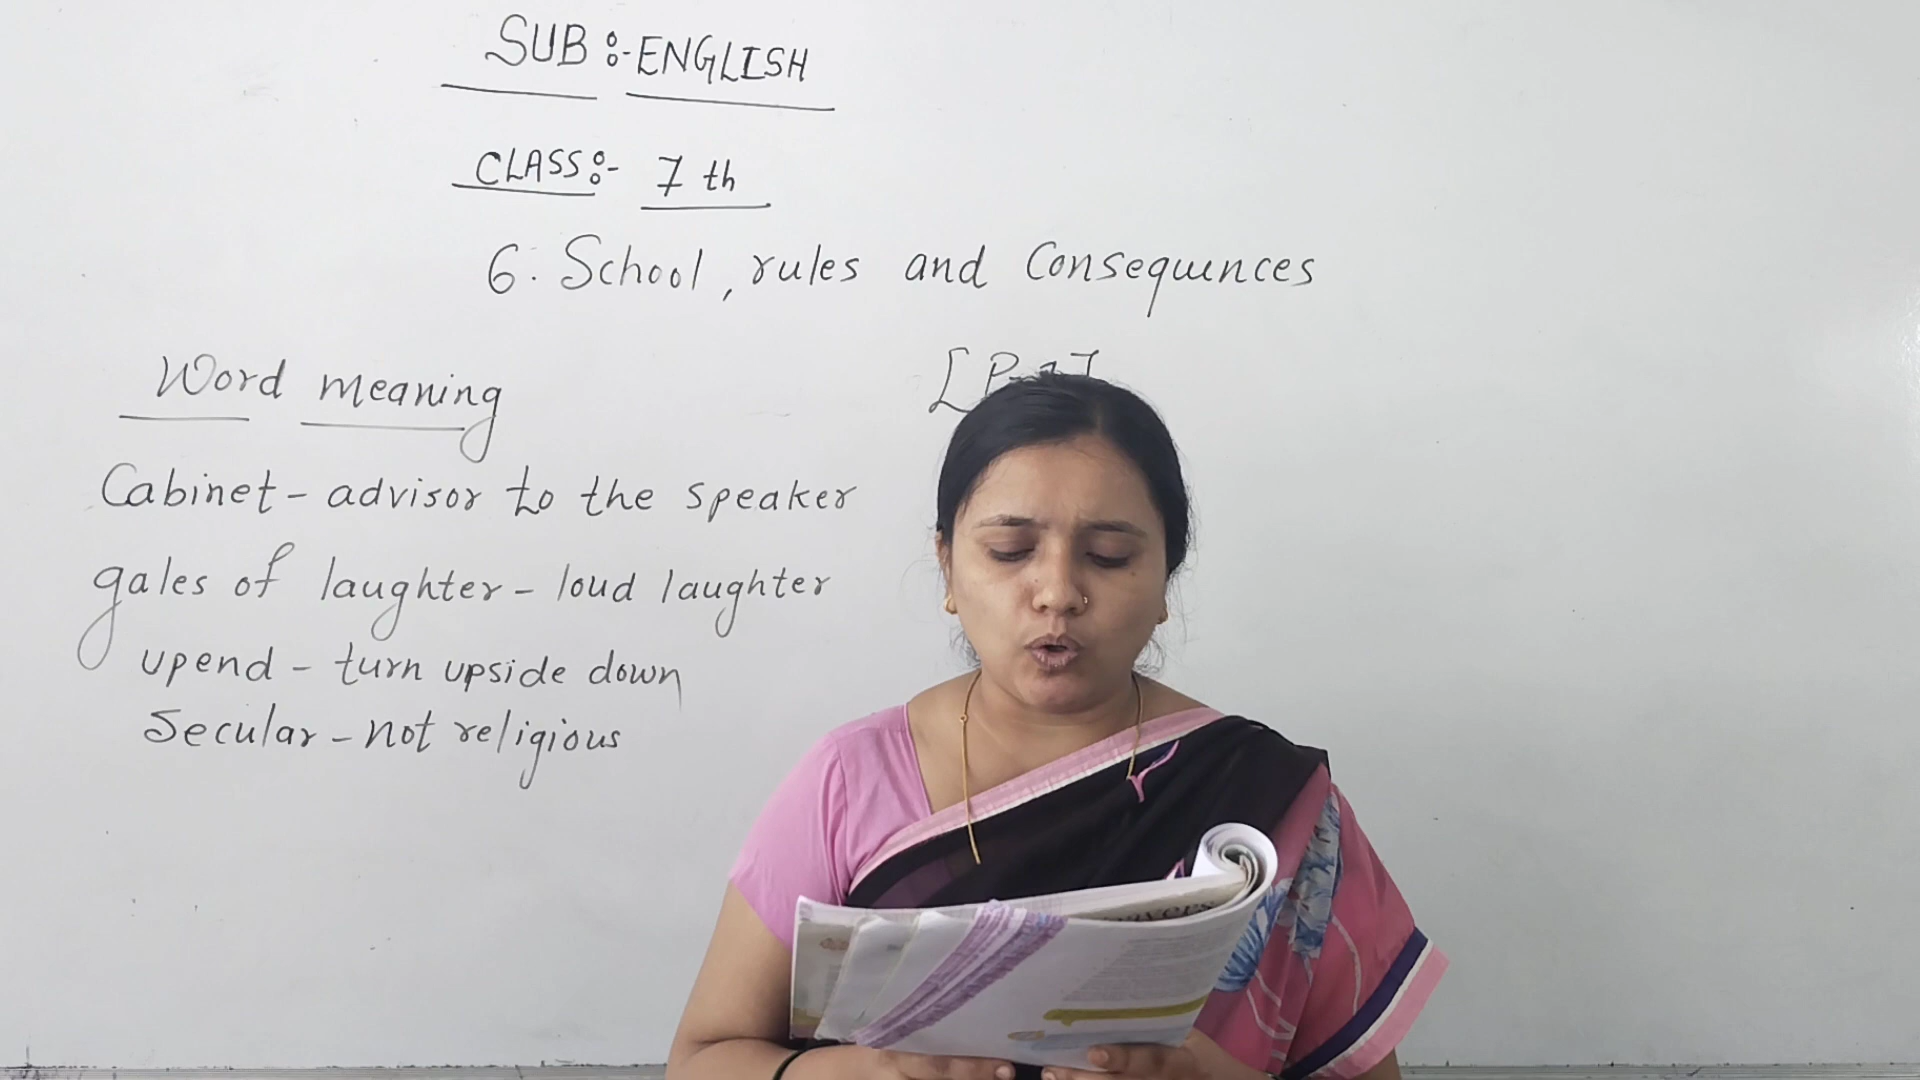 SUB :- ENGLISH
CLASS :- 7 th
6. School, rules and Consequnces
[P-1]
Word meaning
Cabinet - advisor to the speaker
gales of laughter - loud laughter
upend - turn upside down
Secular - not religious